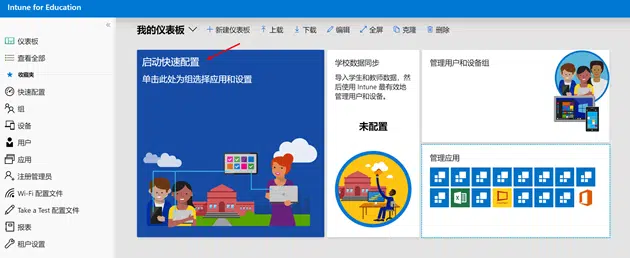 Intune for Education
«
仪表板
查看全部
收藏夹
快速配置
组
设备
用户
应用
注册管理员
Wi-Fi 配置文件
Take a Test 配置文件
报表
租户设置
我的仪表板
新建仪表板
上载
下载
编辑
全屏
克隆
删除
启动快速配置
单击此处为组选择应用和设置
学校数据同步
导入学生和教师数据，然
后使用 Intune 最有效地
管理用户和设备。
未配置
管理用户和设备组
管理应用